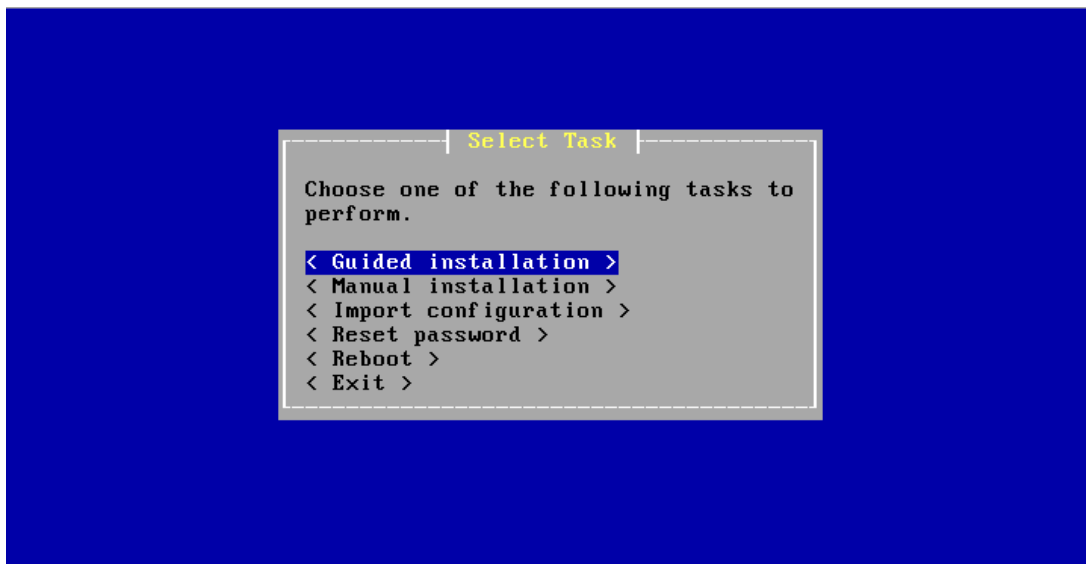 Select Task
Choose one of the following tasks to
perform.
< Guided installation >
< Manual installation >
< Import configuration >
< Reset password >
< Reboot >
< Exit >